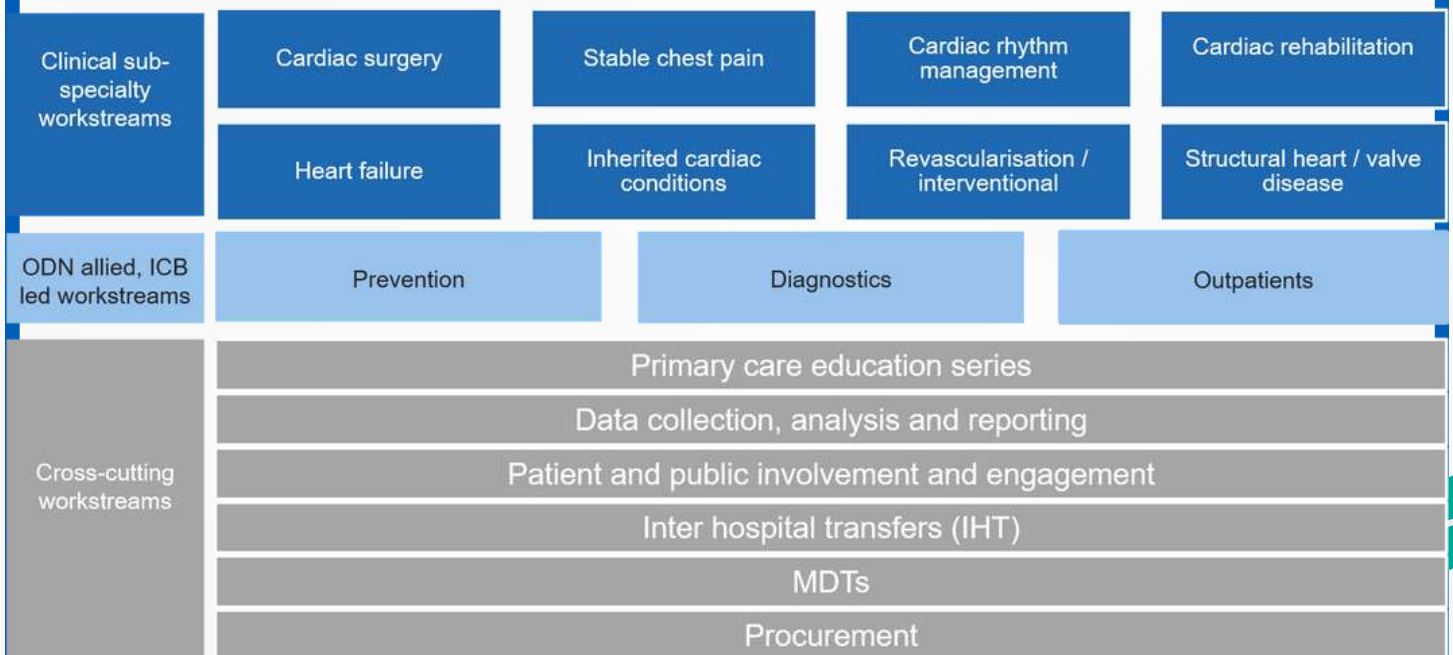 Clinical sub-
specialty
workstreams
Cardiac surgery
Stable chest pain
Cardiac rhythm
management
Cardiac rehabilitation
Heart failure
Inherited cardiac
conditions
Revascularisation /
interventional
Structural heart / valve
disease
ODN allied, ICB
led workstreams
Prevention
Diagnostics
Outpatients
Cross-cutting
workstreams
Primary care education series
Data collection, analysis and reporting
Patient and public involvement and engagement
Inter hospital transfers (IHT)
MDTs
Procurement